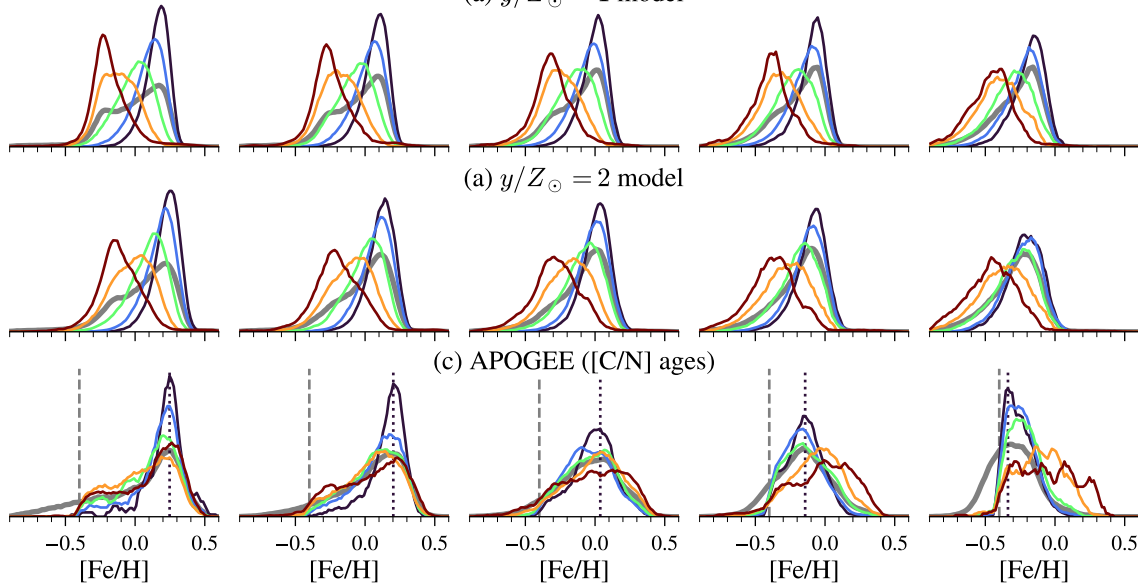 (a) y/Z⊙ = 1 model
(a) y/Z⊙ = 2 model
(c) APOGEE ([C/N] ages)
−0.5 0.0 0.5 −0.5 0.0 0.5 −0.5 0.0 0.5 −0.5 0.0 0.5 −0.5 0.0 0.5
[Fe/H] [Fe/H] [Fe/H] [Fe/H] [Fe/H]